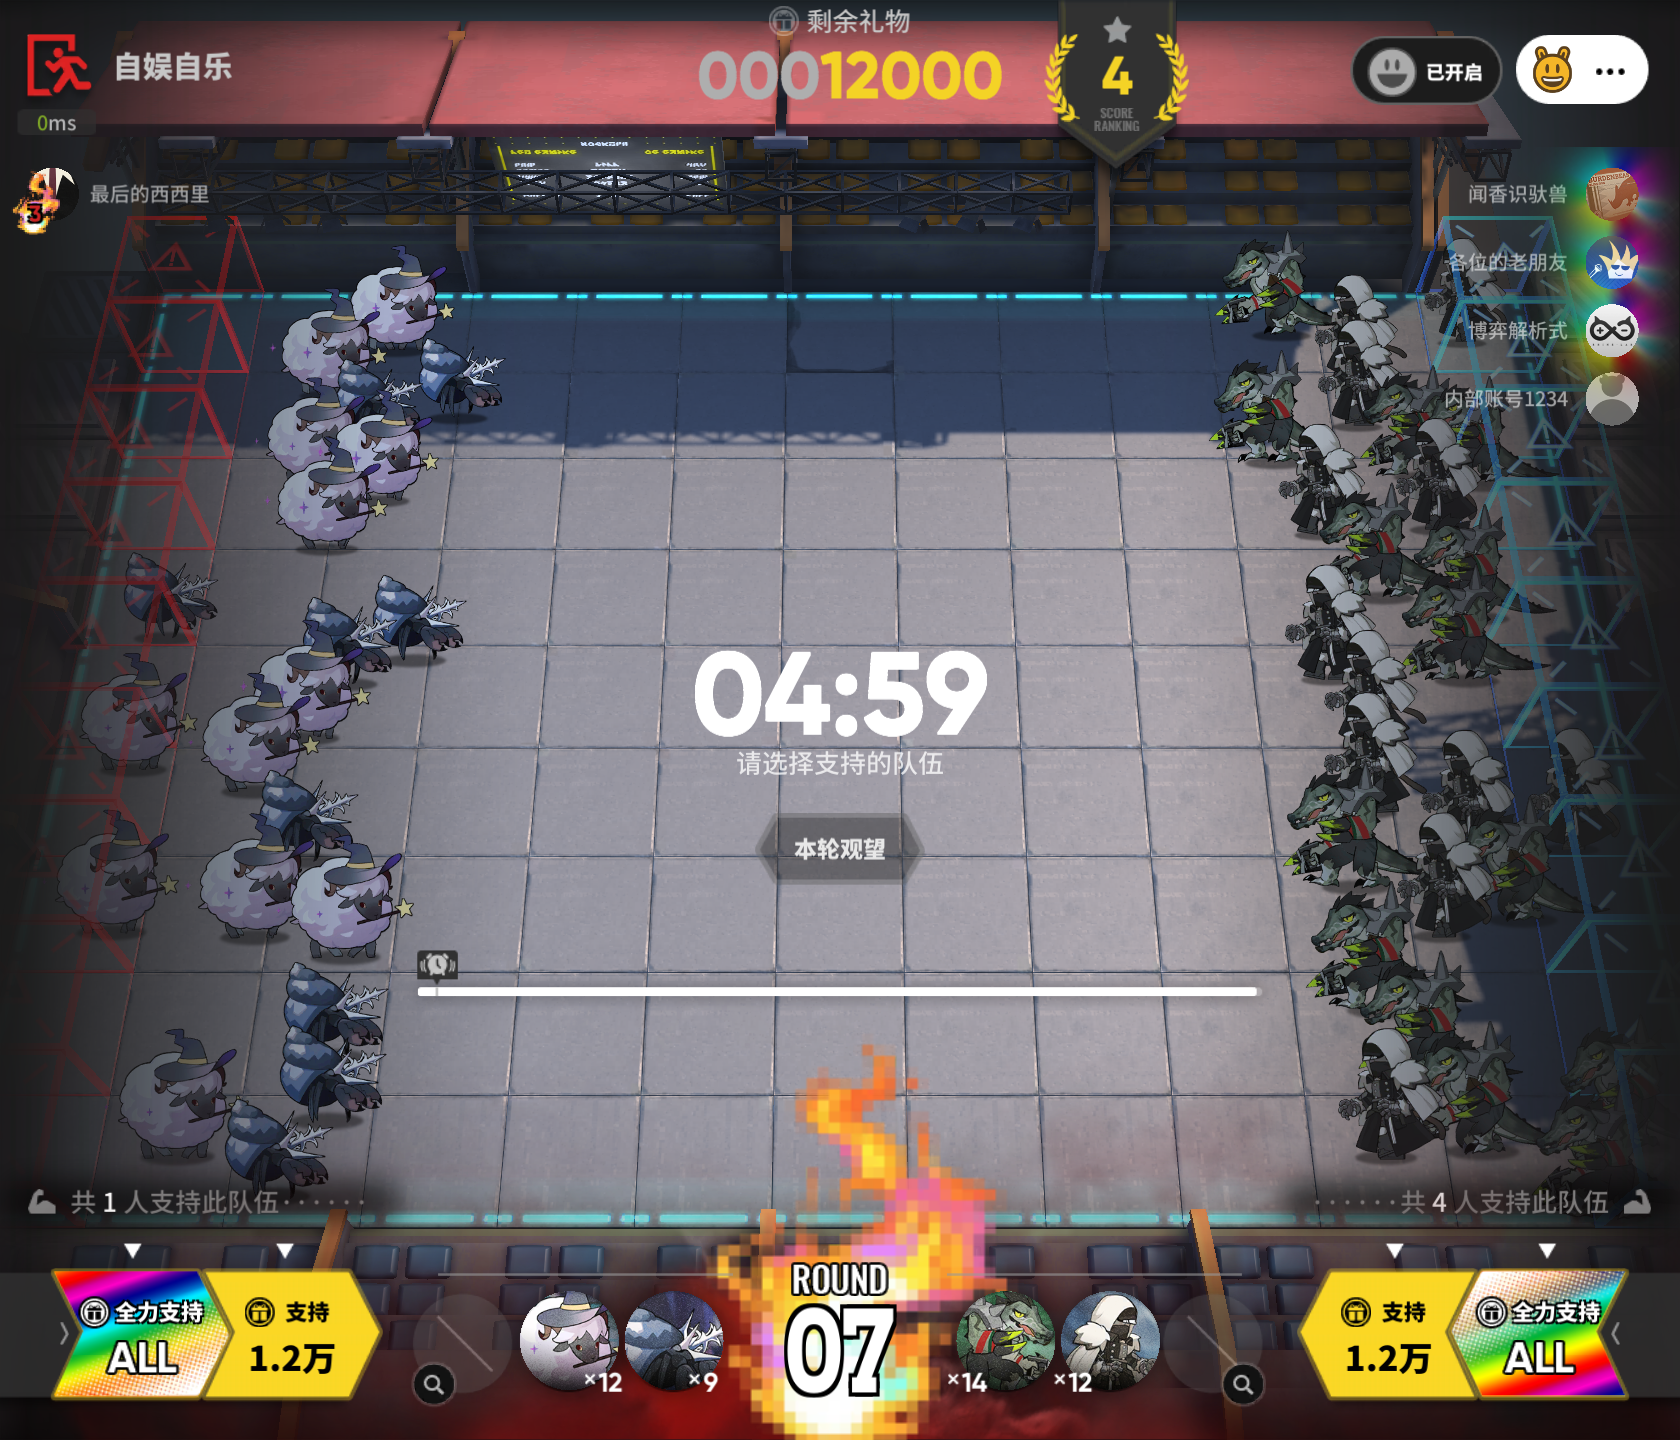 剩余礼物
自娱自乐
00012000
4
SCORE
RANKING
已开启
0ms
3
最后的西西里
闻香识驮兽
各位的老朋友
博弈解析式
内部账号1234
04:59
请选择支持的队伍
本轮观望
共 1 人支持此队伍······
······共 4 人支持此队伍
全力支持
ALL
支持
1.2万
×12
×9
ROUND
07
×14
×12
支持
1.2万
全力支持
ALL